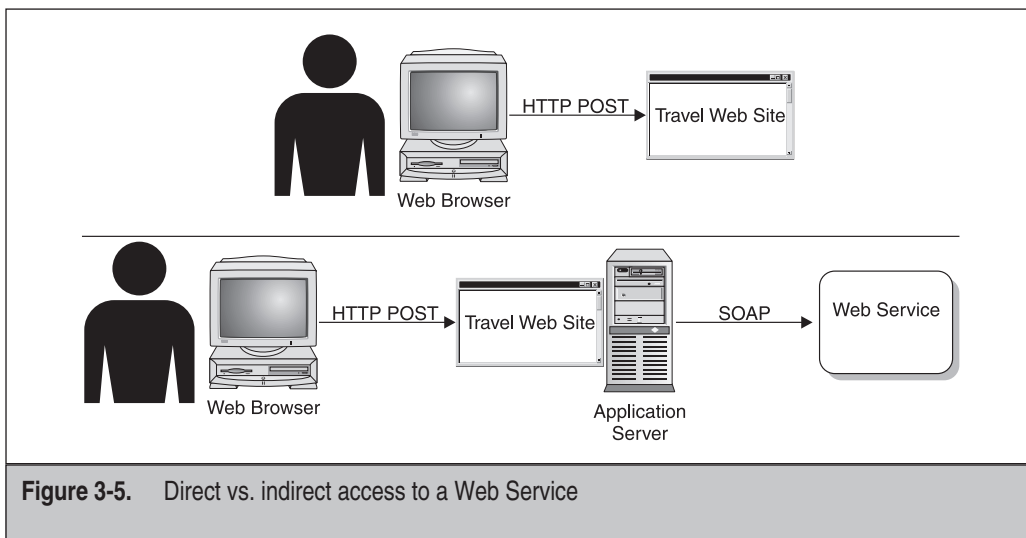 HTTP POST
Travel Web Site
Web Browser
HTTP POST
Travel Web Site
SOAP
Web Service
Web Browser
Application
Server
Figure 3-5. Direct vs. indirect access to a Web Service